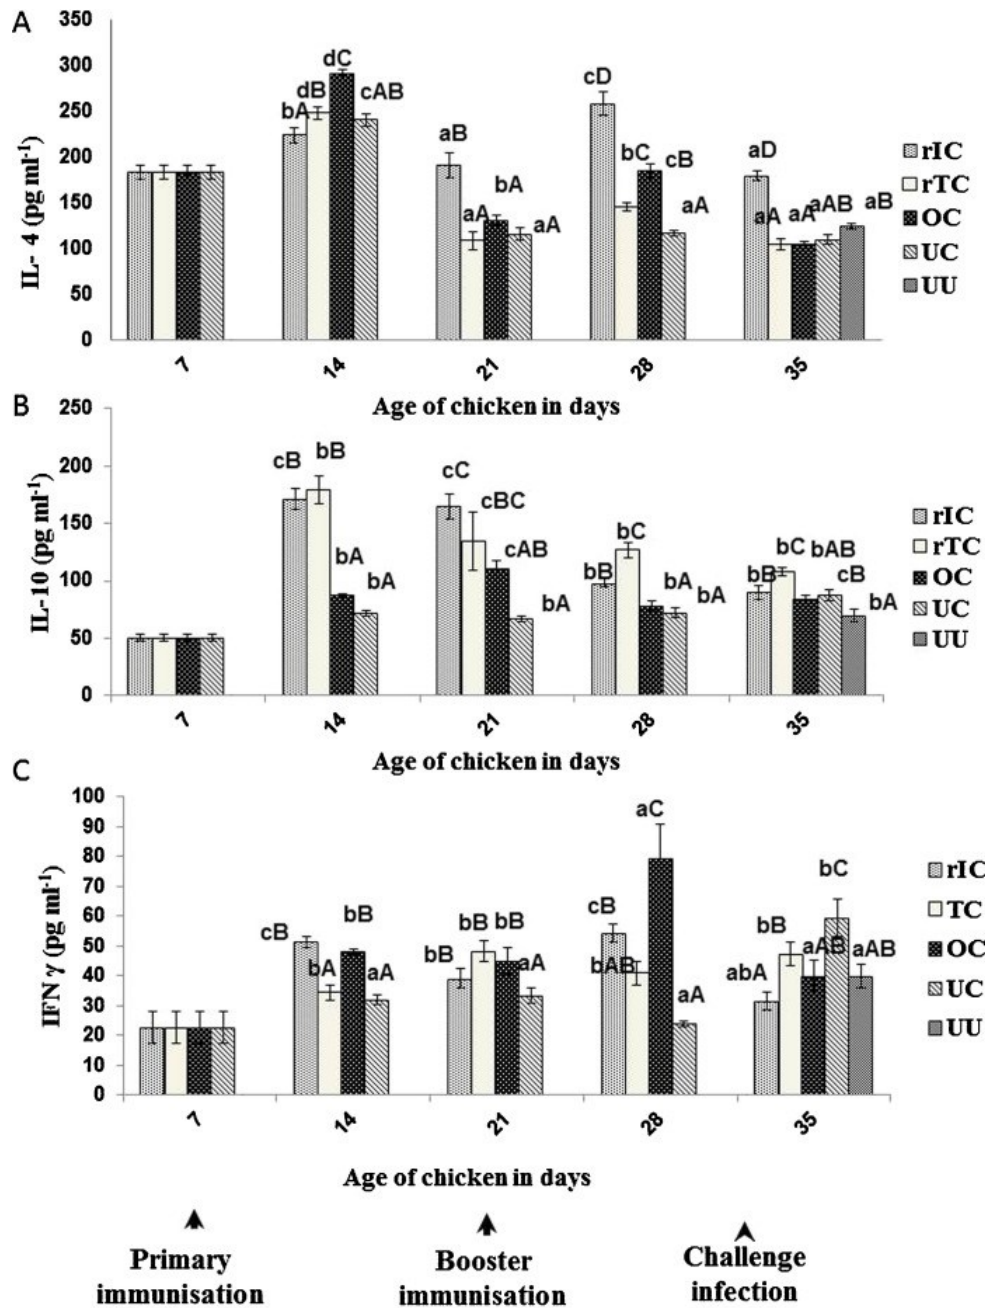 A
350
300
250
200
150
100
50
0
IL- 4 (pg ml-1)
bA dB dC cAB
aB aA bA aA
cD bC cB aA
aD aA aA aAB aB
7 14 21 28 35
Age of chicken in days
rIC
rTC
OC
UC
UU
B
250
200
150
100
50
0
IL-10 (pg ml-1)
cB bB bA bA
cC cBC cAB bA
bB bC bA bA
bB bC bAB cB bA
7 14 21 28 35
Age of chicken in days
rIC
rTC
OC
UC
UU
C
100
90
80
70
60
50
40
30
20
10
0
IFN γ (pg ml-1)
cB bA bB aA
bB bB bB aA
cB bAB aC aA
abA bB aAB bC aAB
7 14 21 28 35
Age of chicken in days
rIC
TC
OC
UC
UU
Primary
immunisation
Booster
immunisation
Challenge
infection